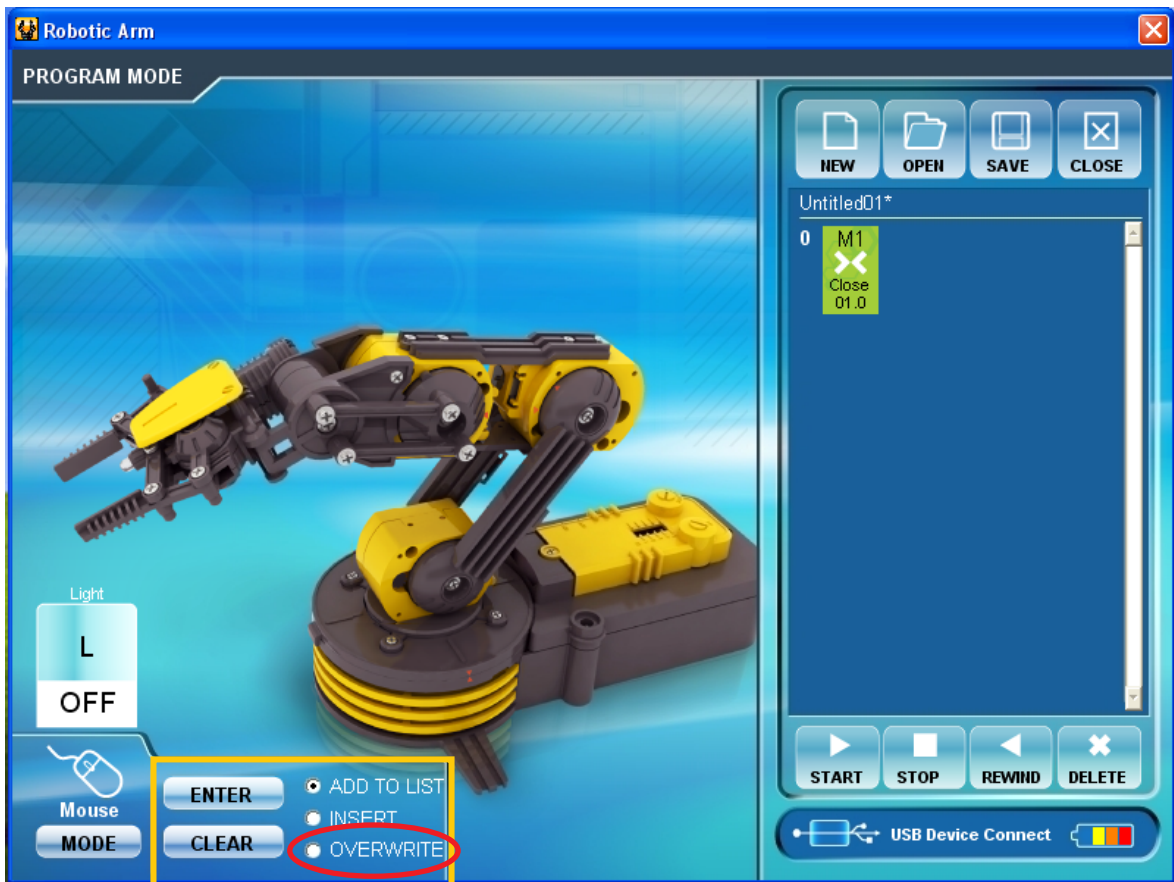 Robotic Arm
PROGRAM MODE
NEW OPEN SAVE CLOSE
Untitled01*
0 M1
Close
01.0
Light
L
OFF
Mouse
MODE
ENTER
CLEAR
ADD TO LIST
INSERT
OVERWRITE
START STOP REWIND DELETE
USB Device Connect